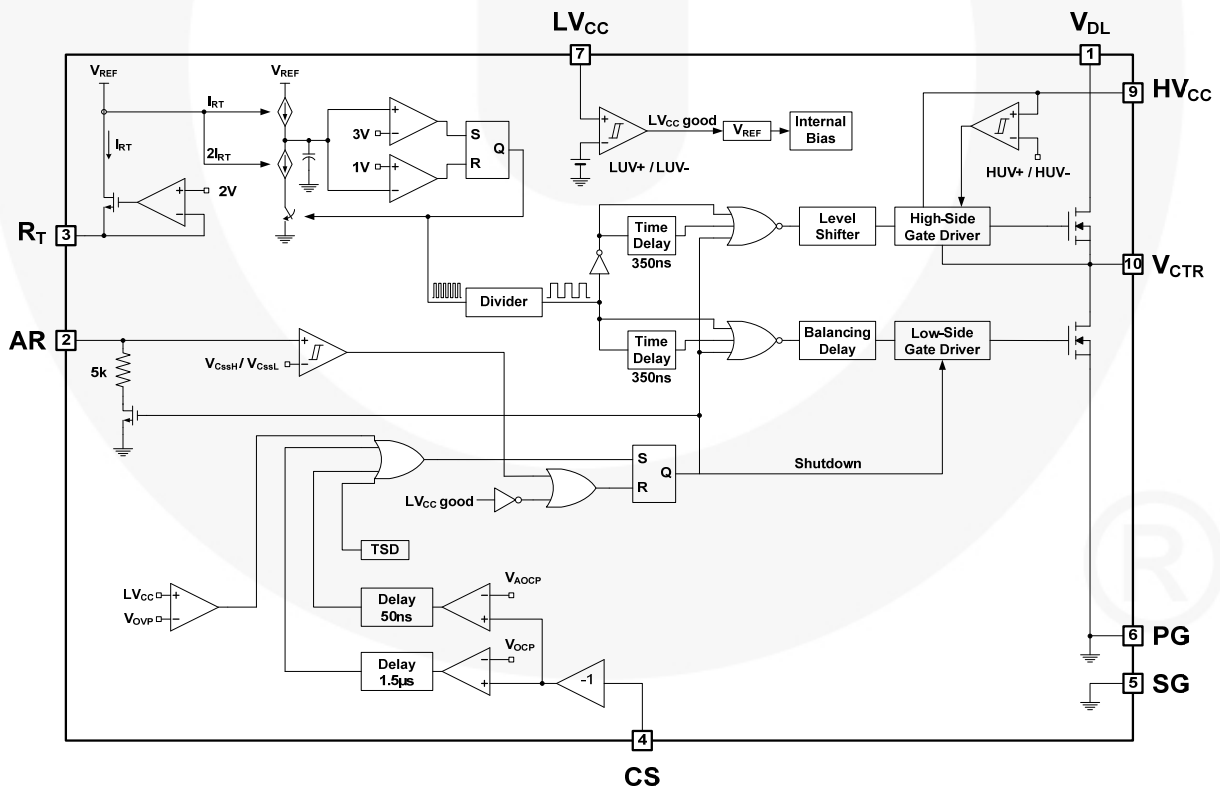 LVCC
VDL
7
1
VREF
VREF
9
HVCC
IRT
IRT
2IRT
3V
1V
S
R
Q
LVCC good
VREF
Internal
Bias
LUV+ / LUV-
HUV+ / HUV-
2V
RT
3
Time
Delay
350ns
Level
Shifter
High-Side
Gate Driver
10
VCTR
Divider
AR
2
5k
VCssH / VCssL
Time
Delay
350ns
Balancing
Delay
Low-Side
Gate Driver
S
R
Q
Shutdown
LVCC good
TSD
LVCC
VOVP
Delay
50ns
VAOCP
Delay
1.5µs
VOCP
-1
6
PG
5
SG
4
CS
+
-
®